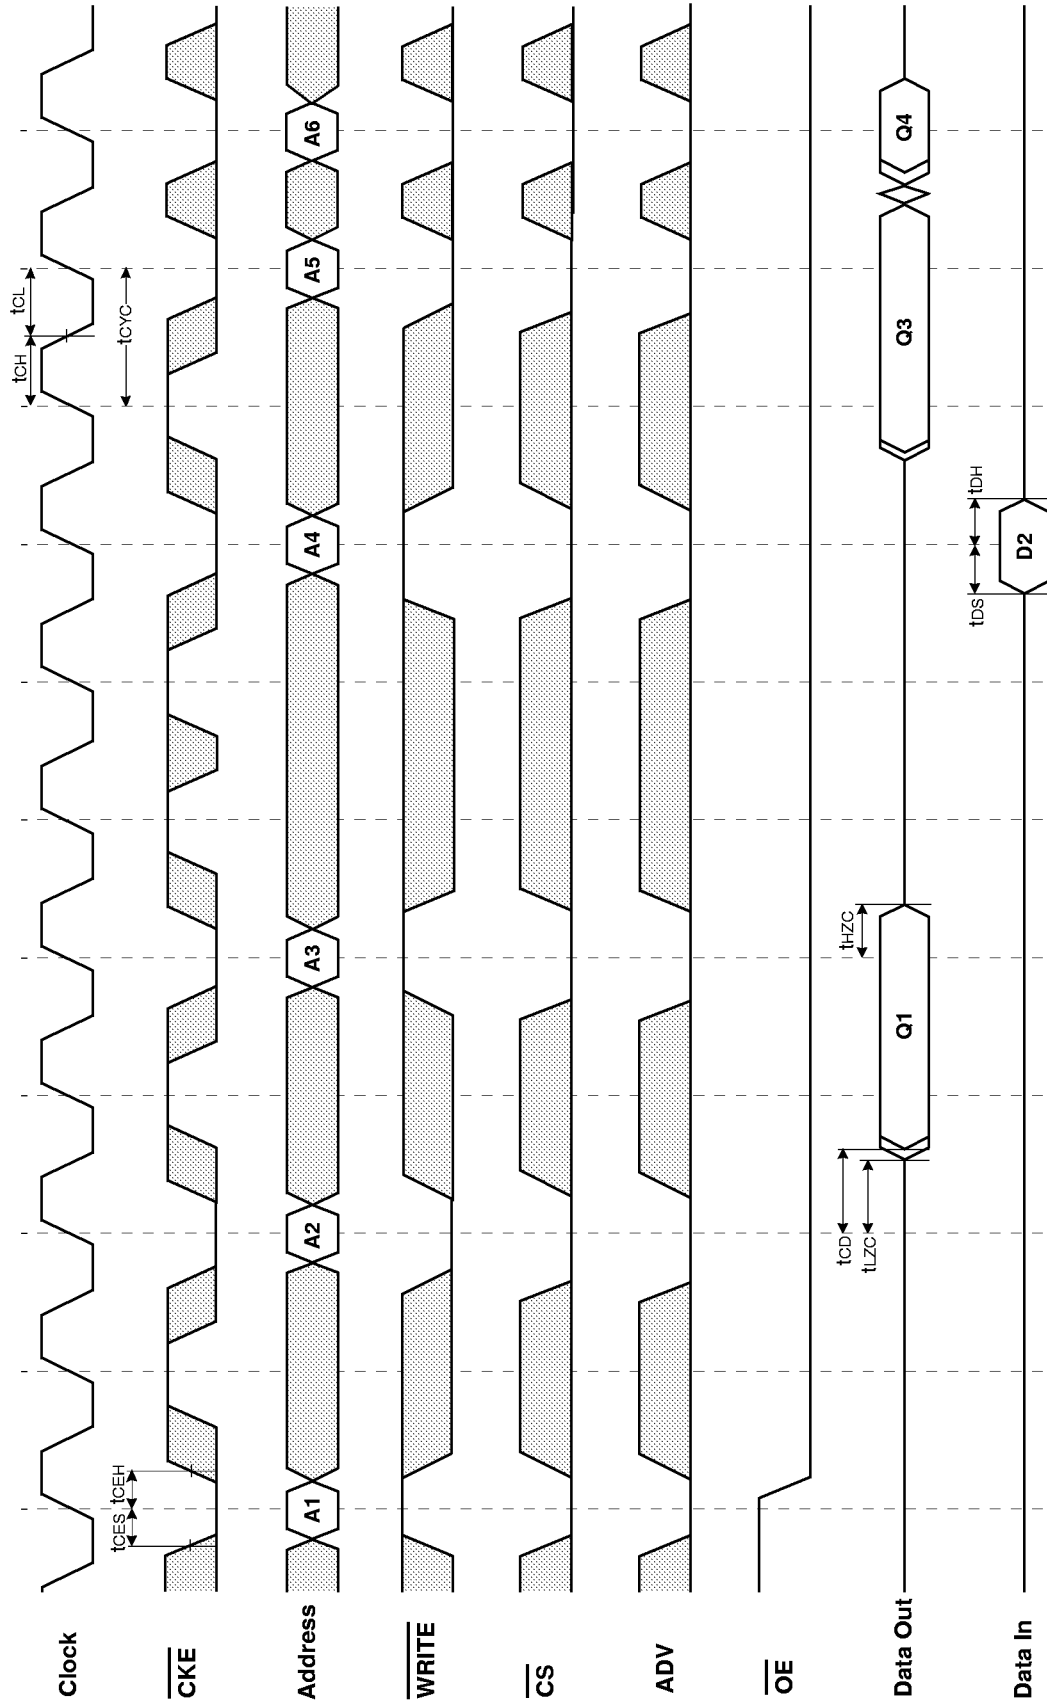 Clock
tCH
tCL
tCYC
CKE
tCES
tCEH
Address
A1
A2
A3
A4
A5
A6
WRITE
CS
ADV
OE
Data Out
tCD
tLZC
Q1
tHZC
Q3
Q4
Data In
tDS
D2
tDH